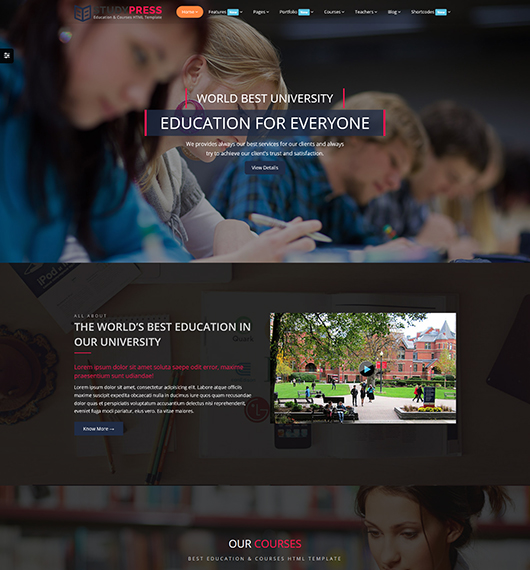 STUDYPRESS
Education & Courses HTML Template
Home
Features New
Pages
Portfolio New
Courses
Teachers
Blog
Shortcodes New
WORLD BEST UNIVERSITY
EDUCATION FOR EVERYONE
We provides always our best services for our clients and always
try to achieve our client's trust and satisfaction.
View Details
ALL ABOUT
THE WORLD'S BEST EDUCATION IN
OUR UNIVERSITY
Lorem ipsum dolor sit amet soluta saepe odit error, maxime
praesentium sunt udiandae!
Lorem ipsum dolor sit amet, consectetur adipisicing elit. Labore atque officiis
maxime suscipit expedita obcaecati nulla in ducimus iure quos quam recusandae
dolor quas et perspiciatis voluptatum accusantium delectus nisi reprehenderit,
eveniet fuga modi pariatur, eius vero. Ea vitae maiores.
Know More →
iPod
Quark
LG
OUR COURSES
BEST EDUCATION & COURSES HTML TEMPLATE